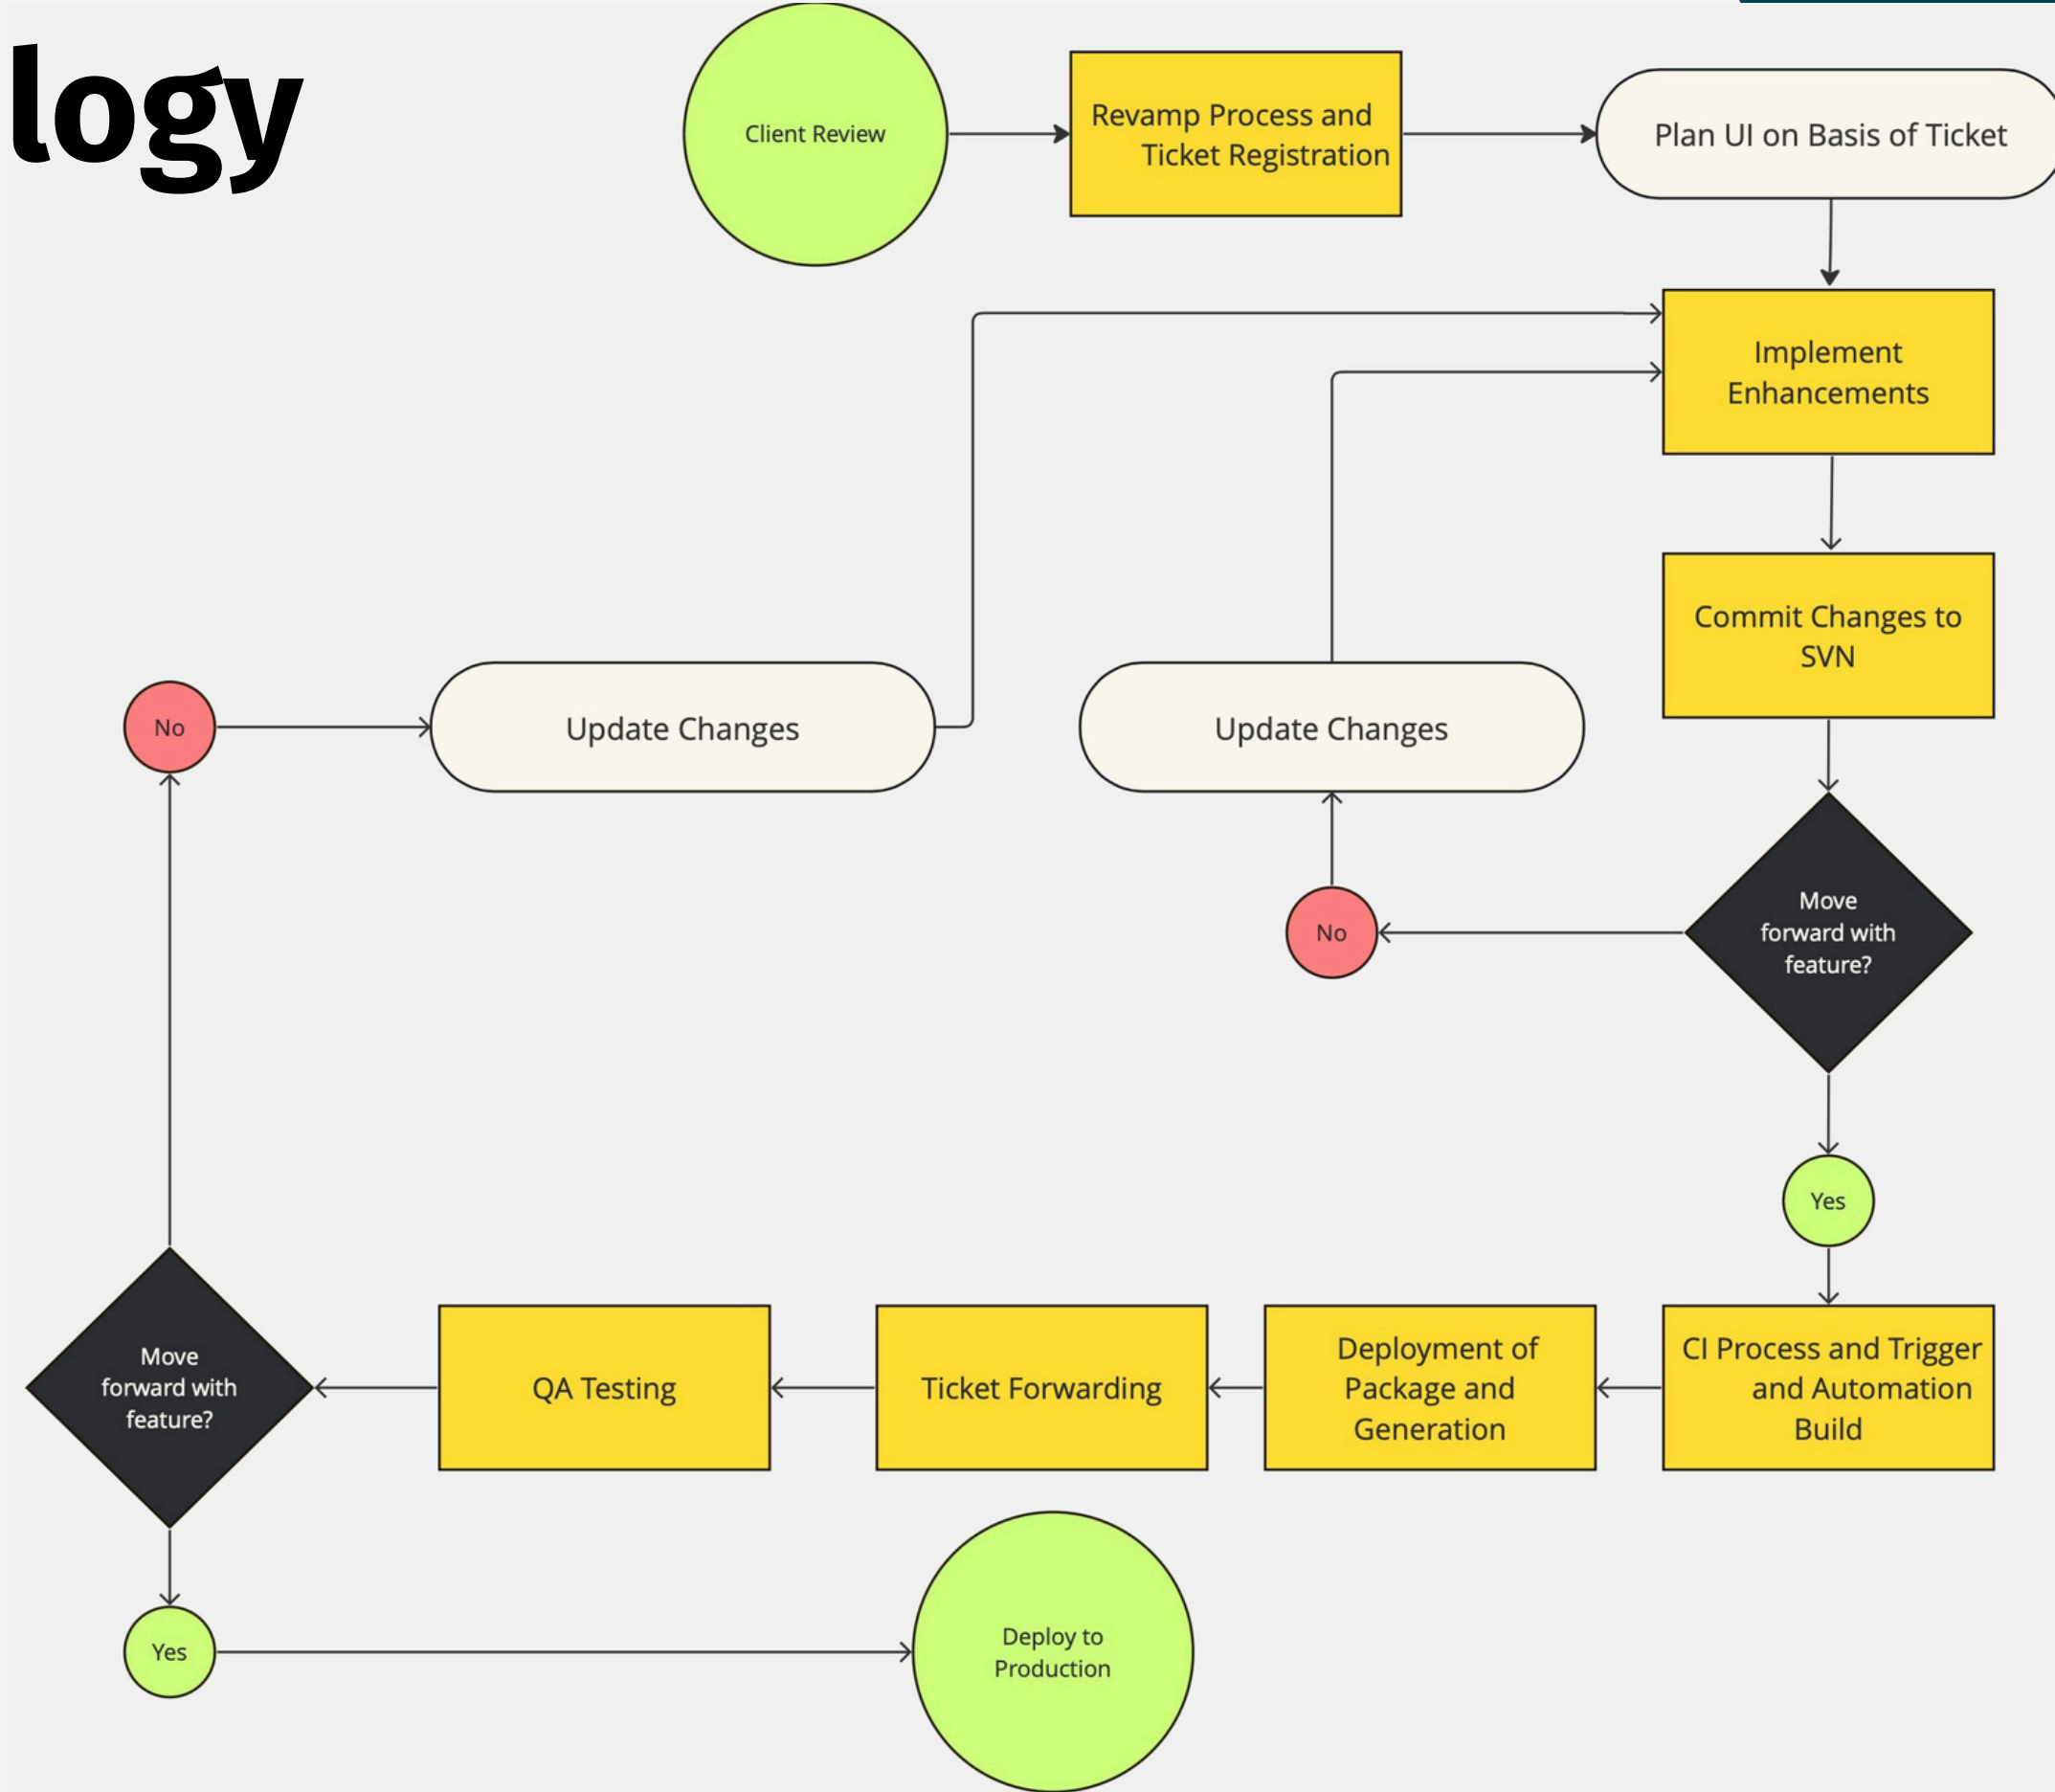 logy
Client Review
Revamp Process and
Ticket Registration
Plan UI on Basis of Ticket
Implement
Enhancements
Commit Changes to
SVN
No
Update Changes
Update Changes
Move
forward with
feature?
No
Yes
Move
forward with
feature?
QA Testing
Ticket Forwarding
Deployment of
Package and
Generation
CI Process and Trigger
and Automation
Build
Yes
Deploy to
Production